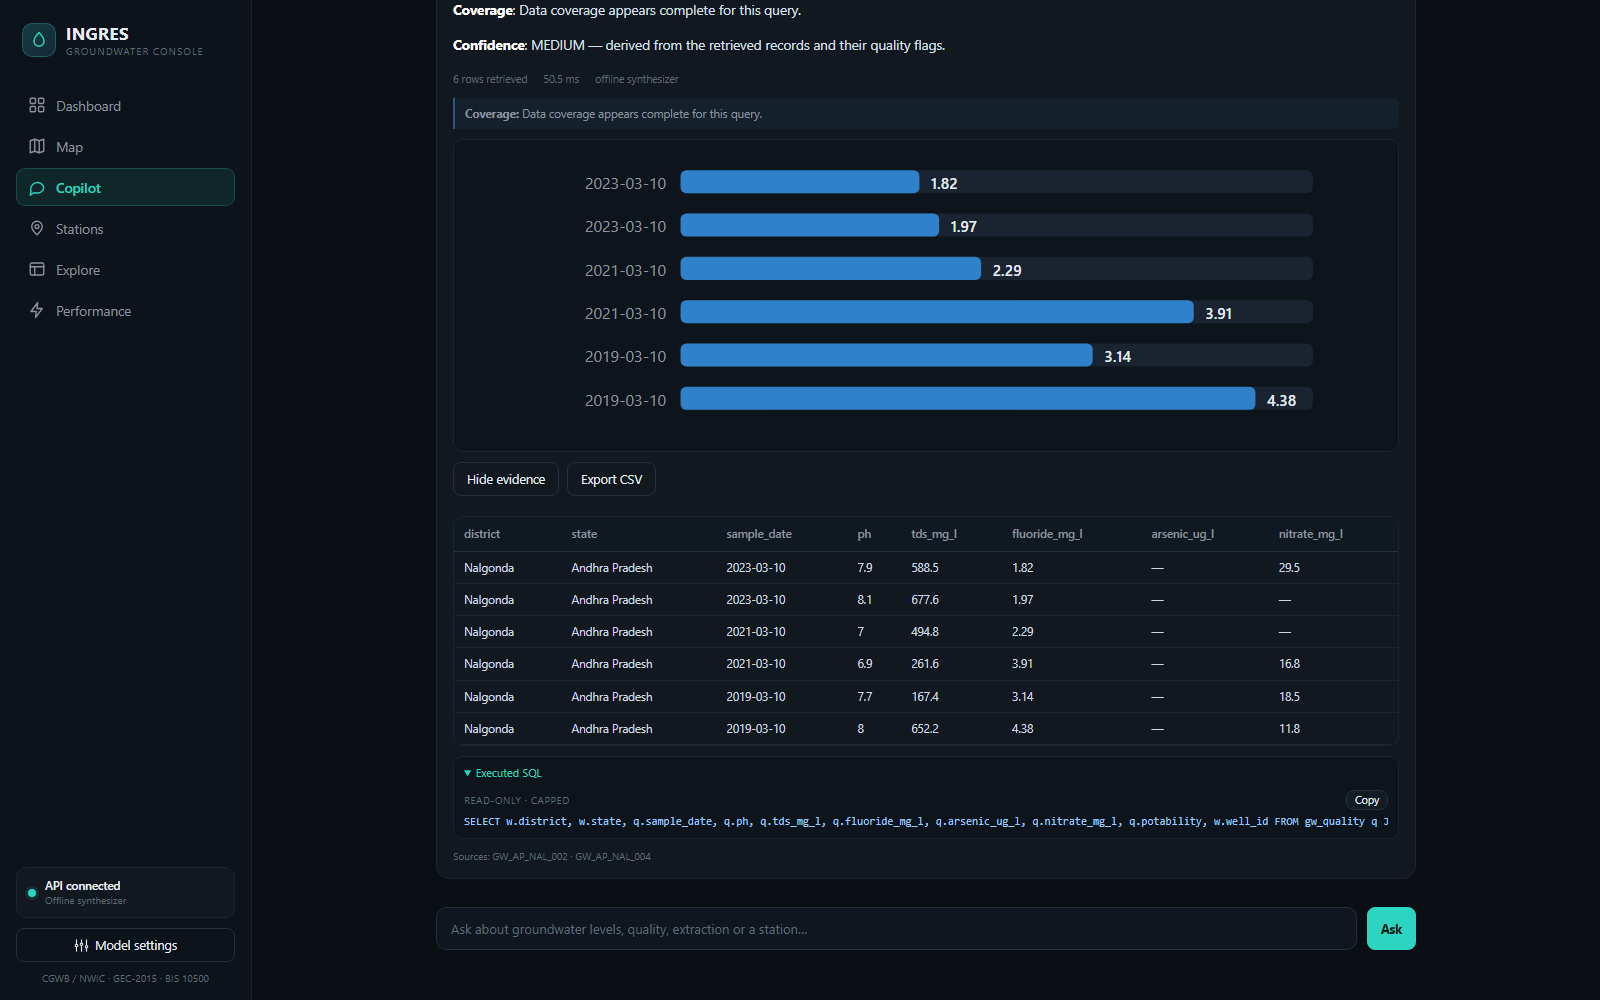 INGRES
GROUNDWATER CONSOLE
Dashboard
Map
Copilot
Stations
Explore
Performance
API connected
Offline synthesizer
Model settings
CGWB / NWIC · GEC-2015 · BIS 10500
Coverage: Data coverage appears complete for this query.
Confidence: MEDIUM — derived from the retrieved records and their quality flags.
6 rows retrieved 50.5 ms offline synthesizer
Coverage: Data coverage appears complete for this query.
2023-03-10 1.82
2023-03-10 1.97
2021-03-10 2.29
2021-03-10 3.91
2019-03-10 3.14
2019-03-10 4.38
Hide evidence Export CSV
district state sample_date ph tds_mg_l fluoride_mg_l arsenic_ug_l nitrate_mg_l
Nalgonda Andhra Pradesh 2023-03-10 7.9 588.5 1.82 — 29.5
Nalgonda Andhra Pradesh 2023-03-10 8.1 677.6 1.97 — —
Nalgonda Andhra Pradesh 2021-03-10 7 494.8 2.29 — —
Nalgonda Andhra Pradesh 2021-03-10 6.9 261.6 3.91 — 16.8
Nalgonda Andhra Pradesh 2019-03-10 7.7 167.4 3.14 — 18.5
Nalgonda Andhra Pradesh 2019-03-10 8 652.2 4.38 — 11.8
▼ Executed SQL
READ-ONLY · CAPPED Copy
SELECT w.district, w.state, q.sample_date, q.ph, q.tds_mg_l, q.fluoride_mg_l, q.arsenic_ug_l, q.nitrate_mg_l, q.potability, w.well_id FROM gw_quality q J
Sources: GW_AP_NAL_002 · GW_AP_NAL_004
Ask about groundwater levels, quality, extraction or a station...
Ask